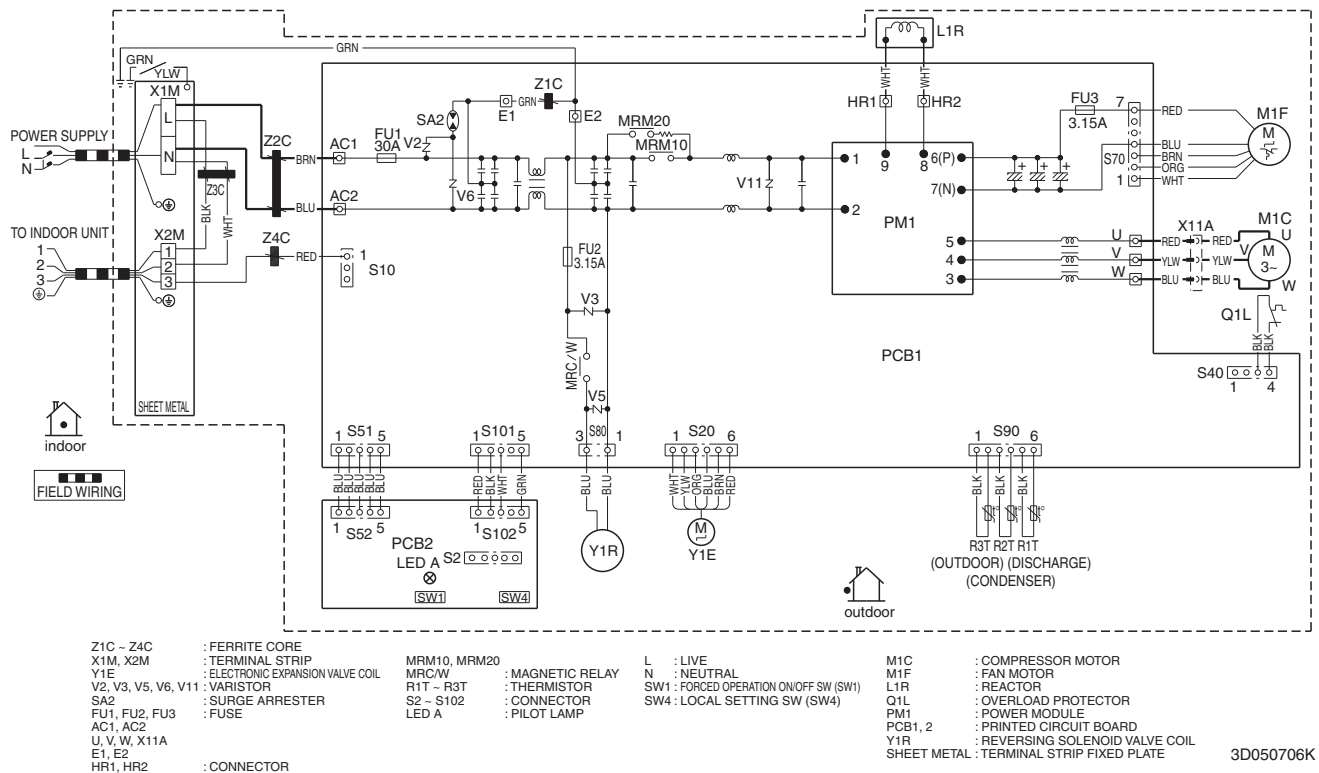 L1R
GRN
GRN
YLW
WHT
WHT
X1M
Z1C
HR1
HR2
FU3
3.15A
7
RED
M1F
E1
GRN
E2
SA2
MRM20
MRM10
POWER SUPPLY
L
N
L
N
Z2C
BRN
AC1
FU1
30A
V2
V6
V11
1
9
8
6(P)
7(N)
BLU
BRN
ORG
WHT
S70
1
M
Z3C
BLU
AC2
2
PM1
BLK
WHT
TO INDOOR UNIT
1
2
3
X2M
1
2
3
Z4C
RED
1
S10
FU2
3.15A
5
4
3
U
V
W
RED
YLW
BLU
X11A
RED
YLW
BLU
M1C
U
V
W
M
3~
V3
Q1L
MRC/W
PCB1
BLK
BLK
S40
1
4
V5
SHEET METAL
indoor
FIELD WIRING
1 S51 5
1 S101 5
3 S80 1
1 S20 6
1 S90 6
BLU
BLU
BLU
BLU
BLU
RED
BLK
WHT
GRN
BLU
BLU
WHT
YLW
ORG
BLU
BRN
RED
BLK
BLK
BLK
1 S52 5
1 S102 5
PCB2
LED A
S2
SW1
SW4
Y1R
M
Y1E
t°
t°
t°
R3T R2T R1T
(OUTDOOR) (DISCHARGE)
(CONDENSER)
outdoor
Z1C ~ Z4C : FERRITE CORE
X1M, X2M : TERMINAL STRIP
Y1E : ELECTRONIC EXPANSION VALVE COIL
V2, V3, V5, V6, V11 : VARISTOR
SA2 : SURGE ARRESTER
FU1, FU2, FU3 : FUSE
AC1, AC2
U, V, W, X11A
E1, E2
HR1, HR2 : CONNECTOR
MRM10, MRM20
MRC/W : MAGNETIC RELAY
R1T ~ R3T : THERMISTOR
S2 ~ S102 : CONNECTOR
LED A : PILOT LAMP
L : LIVE
N : NEUTRAL
SW1 : FORCED OPERATION ON/OFF SW (SW1)
SW4 : LOCAL SETTING SW (SW4)
M1C : COMPRESSOR MOTOR
M1F : FAN MOTOR
L1R : REACTOR
Q1L : OVERLOAD PROTECTOR
PM1 : POWER MODULE
PCB1, 2 : PRINTED CIRCUIT BOARD
Y1R : REVERSING SOLENOID VALVE COIL
SHEET METAL : TERMINAL STRIP FIXED PLATE
3D050706K